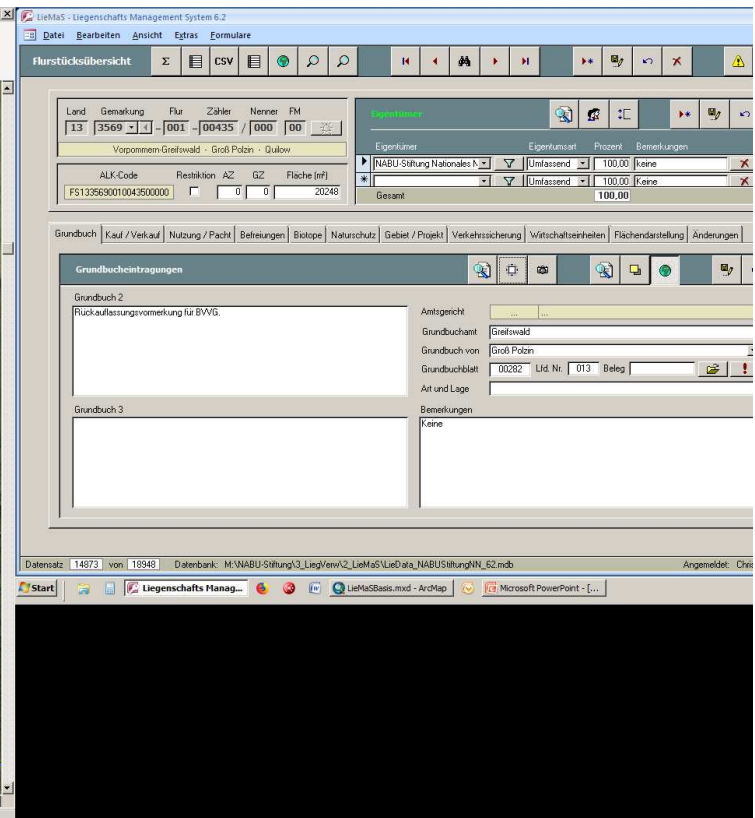 LieMaS - Liegenschafts Management System 6.2
Datei Bearbeiten Ansicht Extras Formulare
Flurstücksübersicht Σ CSV
Land Gemarkung Flur Zähler Nenner FM
13 3569 - 001 - 00435 / 000 00
Vorpommern-Greifswald - Groß Polzin - Quilow
ALK-Code Restriktion AZ GZ Fläche (m²)
FS1335690010043500000 0 0 20248
Eigentümer
Eigentümer Eigentumsart Prozent Bemerkungen
NABU-Stiftung Nationales N Umfassend 100,00 keine
Umfassend 100,00 Keine
Gesamt 100,00
Grundbuch Kauf / Verkauf Nutzung / Pacht Befreiungen Biotope Naturschutz Gebiet / Projekt Verkehrssicherung Wirtschaftseinheiten Flächendarstellung Änderungen
Grundbucheintragungen
Grundbuch 2
Rückauflassungsvormerkung für BVVG.
Amtsgericht ... ...
Grundbuchamt Greifswald
Grundbuch von Groß Polzin
Grundbuchblatt 00282 Lfd. Nr. 013 Beleg
Art und Lage
Grundbuch 3
Bemerkungen
Keine
Datensatz 14873 von 18948 Datenbank: M:\NABU-Stiftung\3_LiegVerw\2_LieMaS\LieData_NABUStiftungNN_62.mdb Angemeldet: Chris
Start Liegenschafts Manag... LieMaSBasis.mxd - ArcMap Microsoft PowerPoint - [...